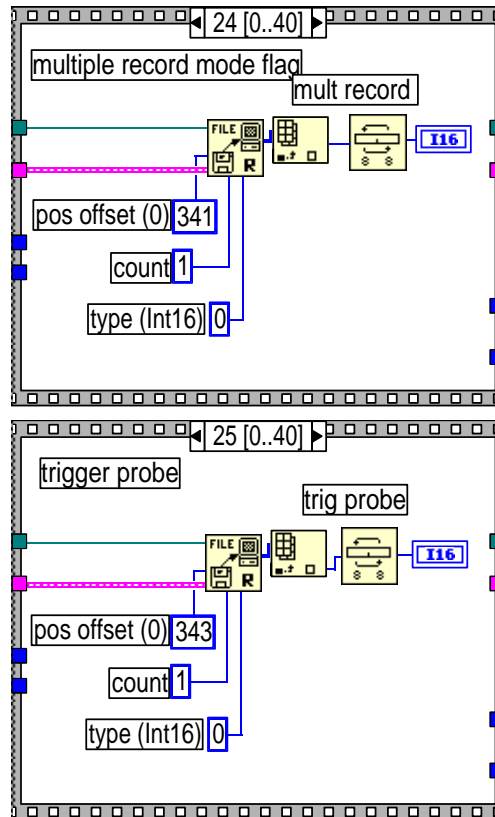 24 [0..40]
multiple record mode flag
mult record
FILE
R
I16
pos offset (0) 341
count 1
type (Int16) 0
25 [0..40]
trigger probe
trig probe
FILE
R
I16
pos offset (0) 343
count 1
type (Int16) 0